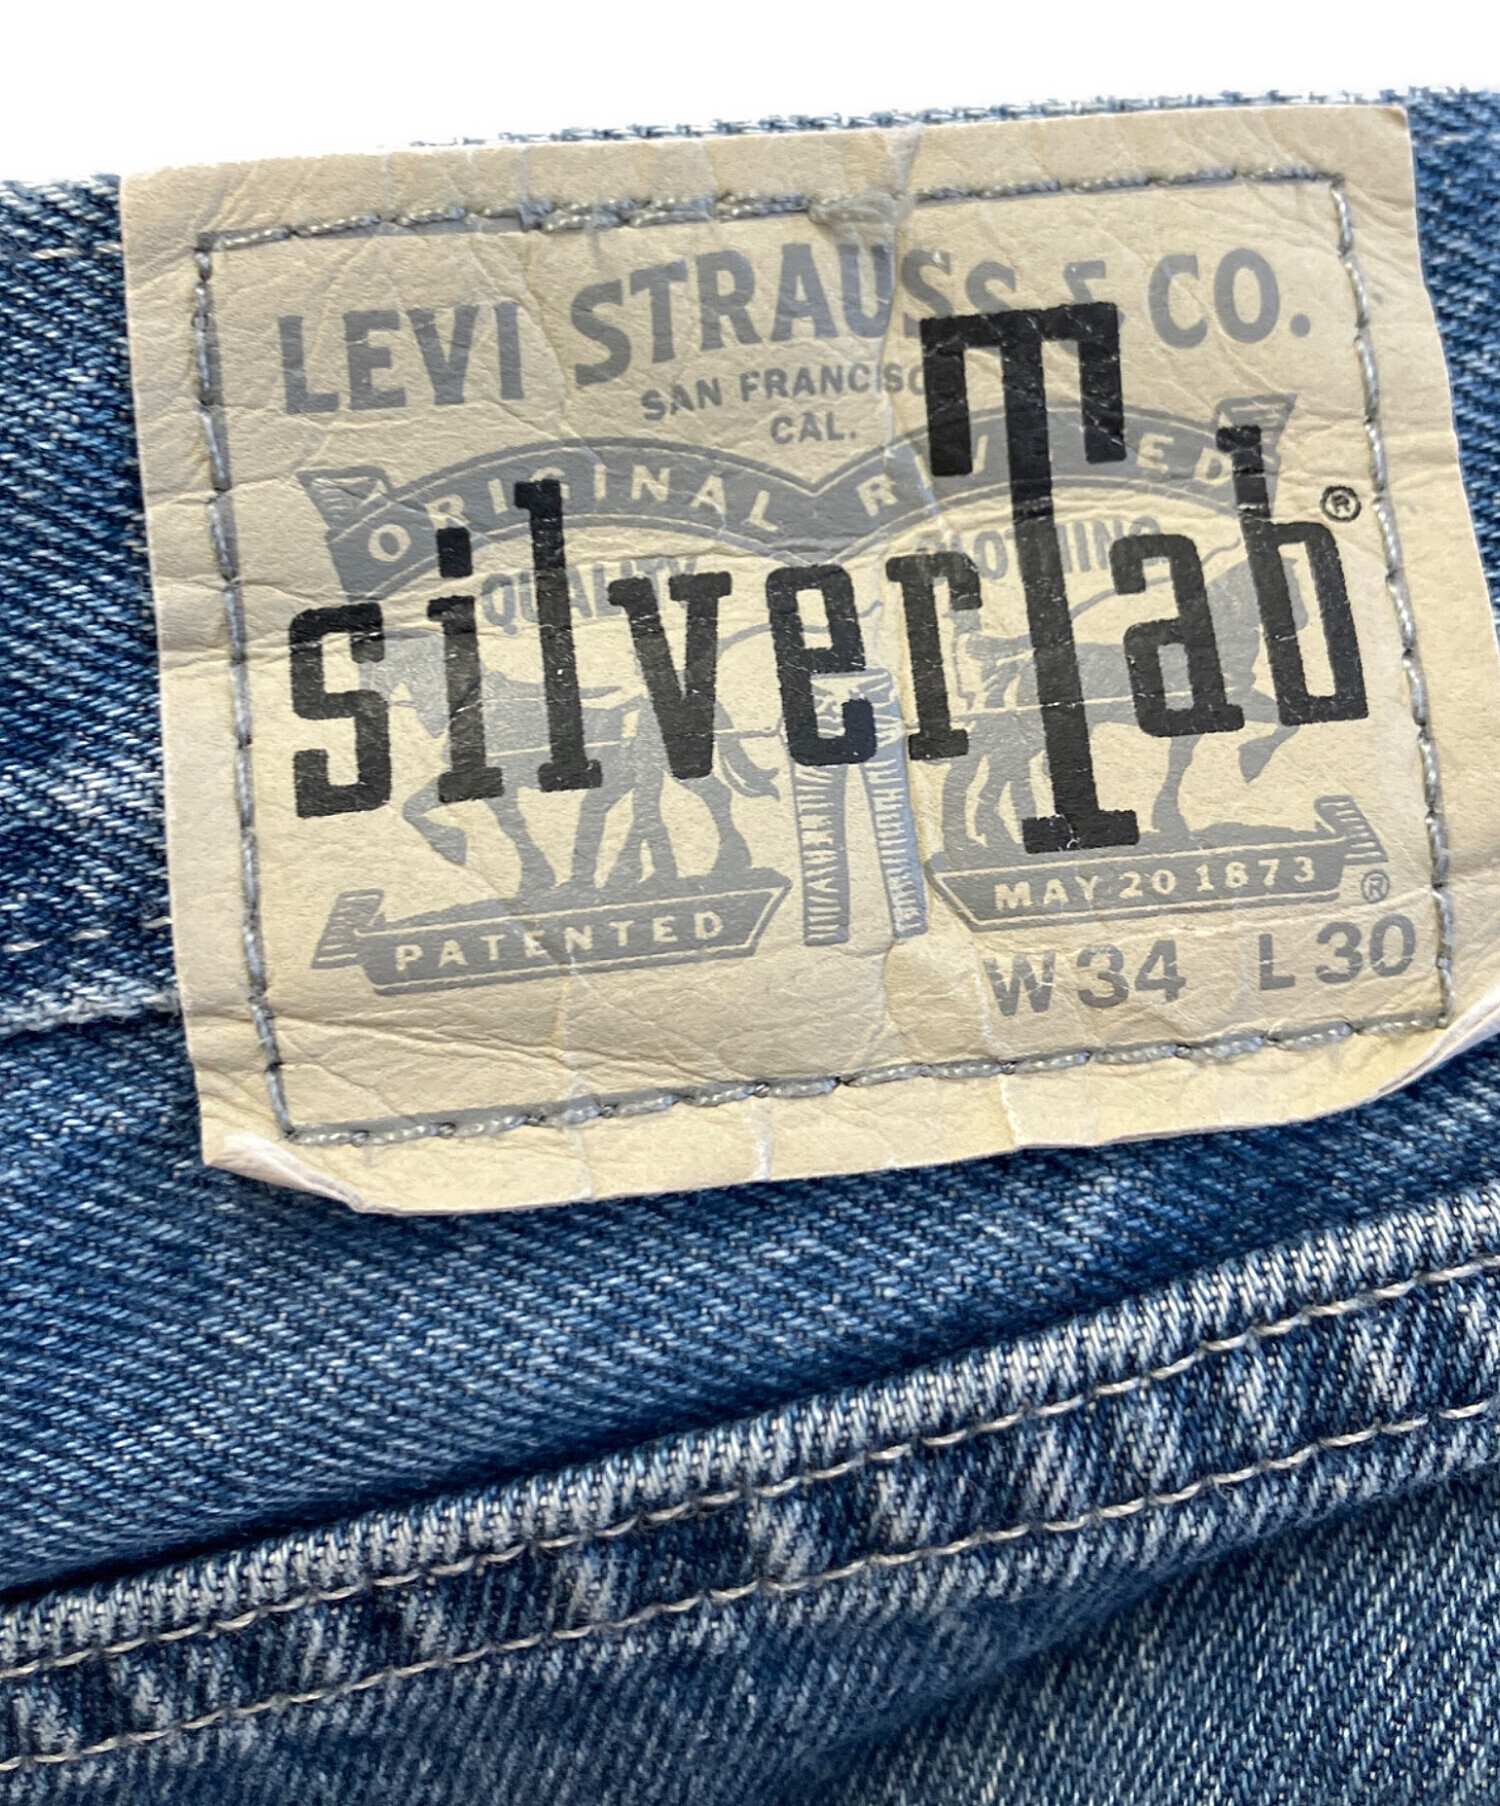 LEVI STRAUSS & CO.
SAN FRANCISCO
CAL.
ORIGINAL RIVETED
QUALITY CLOTHING
silverTab®
PATENTED
MAY 20 1873 ®
W34 L30